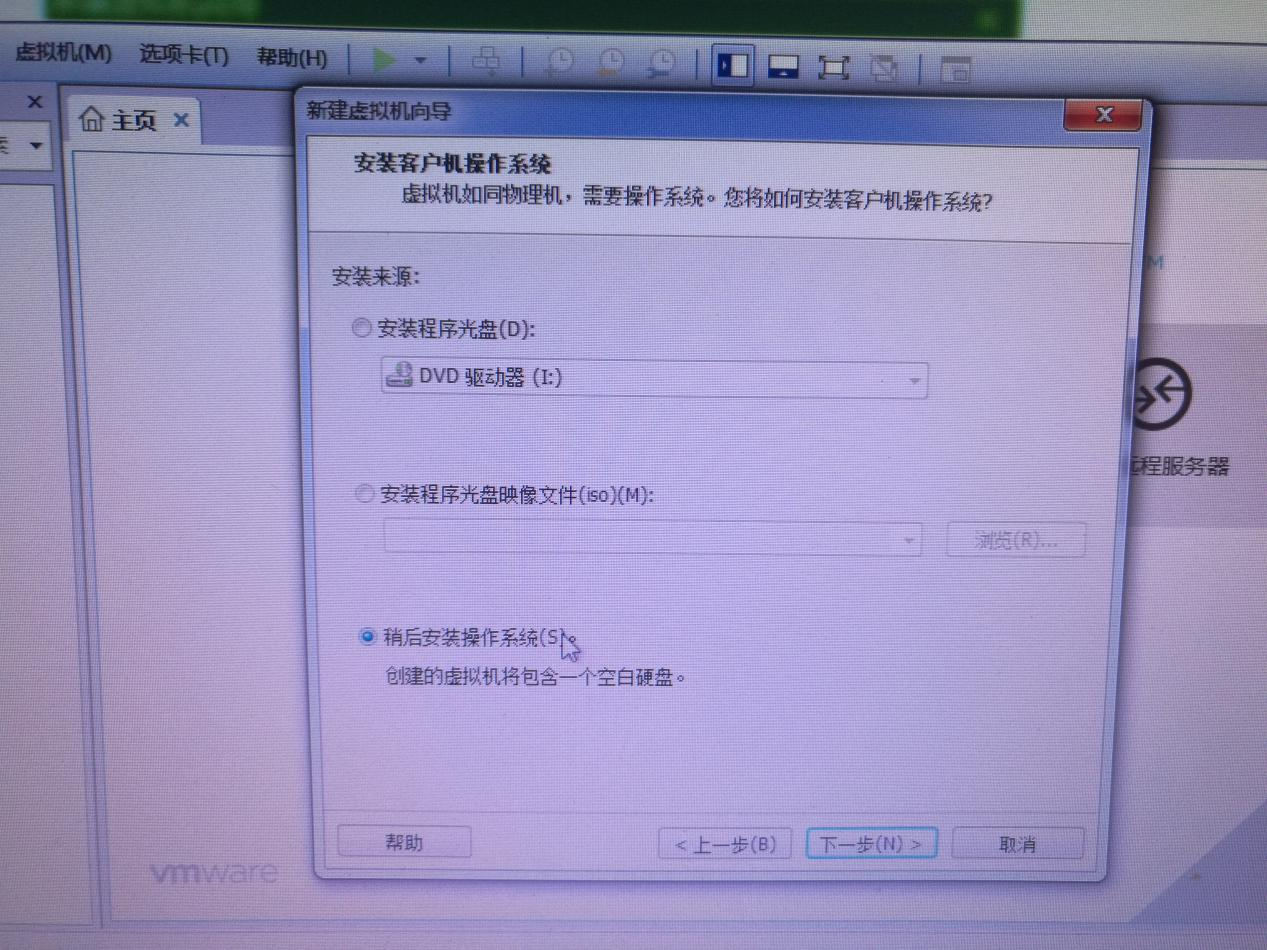 虚拟机(M) 选项卡(T) 帮助(H)
主页
新建虚拟机向导
安装客户机操作系统
虚拟机如同物理机，需要操作系统。您将如何安装客户机操作系统?
安装来源:
安装程序光盘(D):
DVD 驱动器 (I:)
安装程序光盘映像文件(iso)(M):
浏览(R)...
程服务器
稍后安装操作系统(S)。
创建的虚拟机将包含一个空白硬盘。
帮助
< 上一步(B)
下一步(N) >
取消
vmware